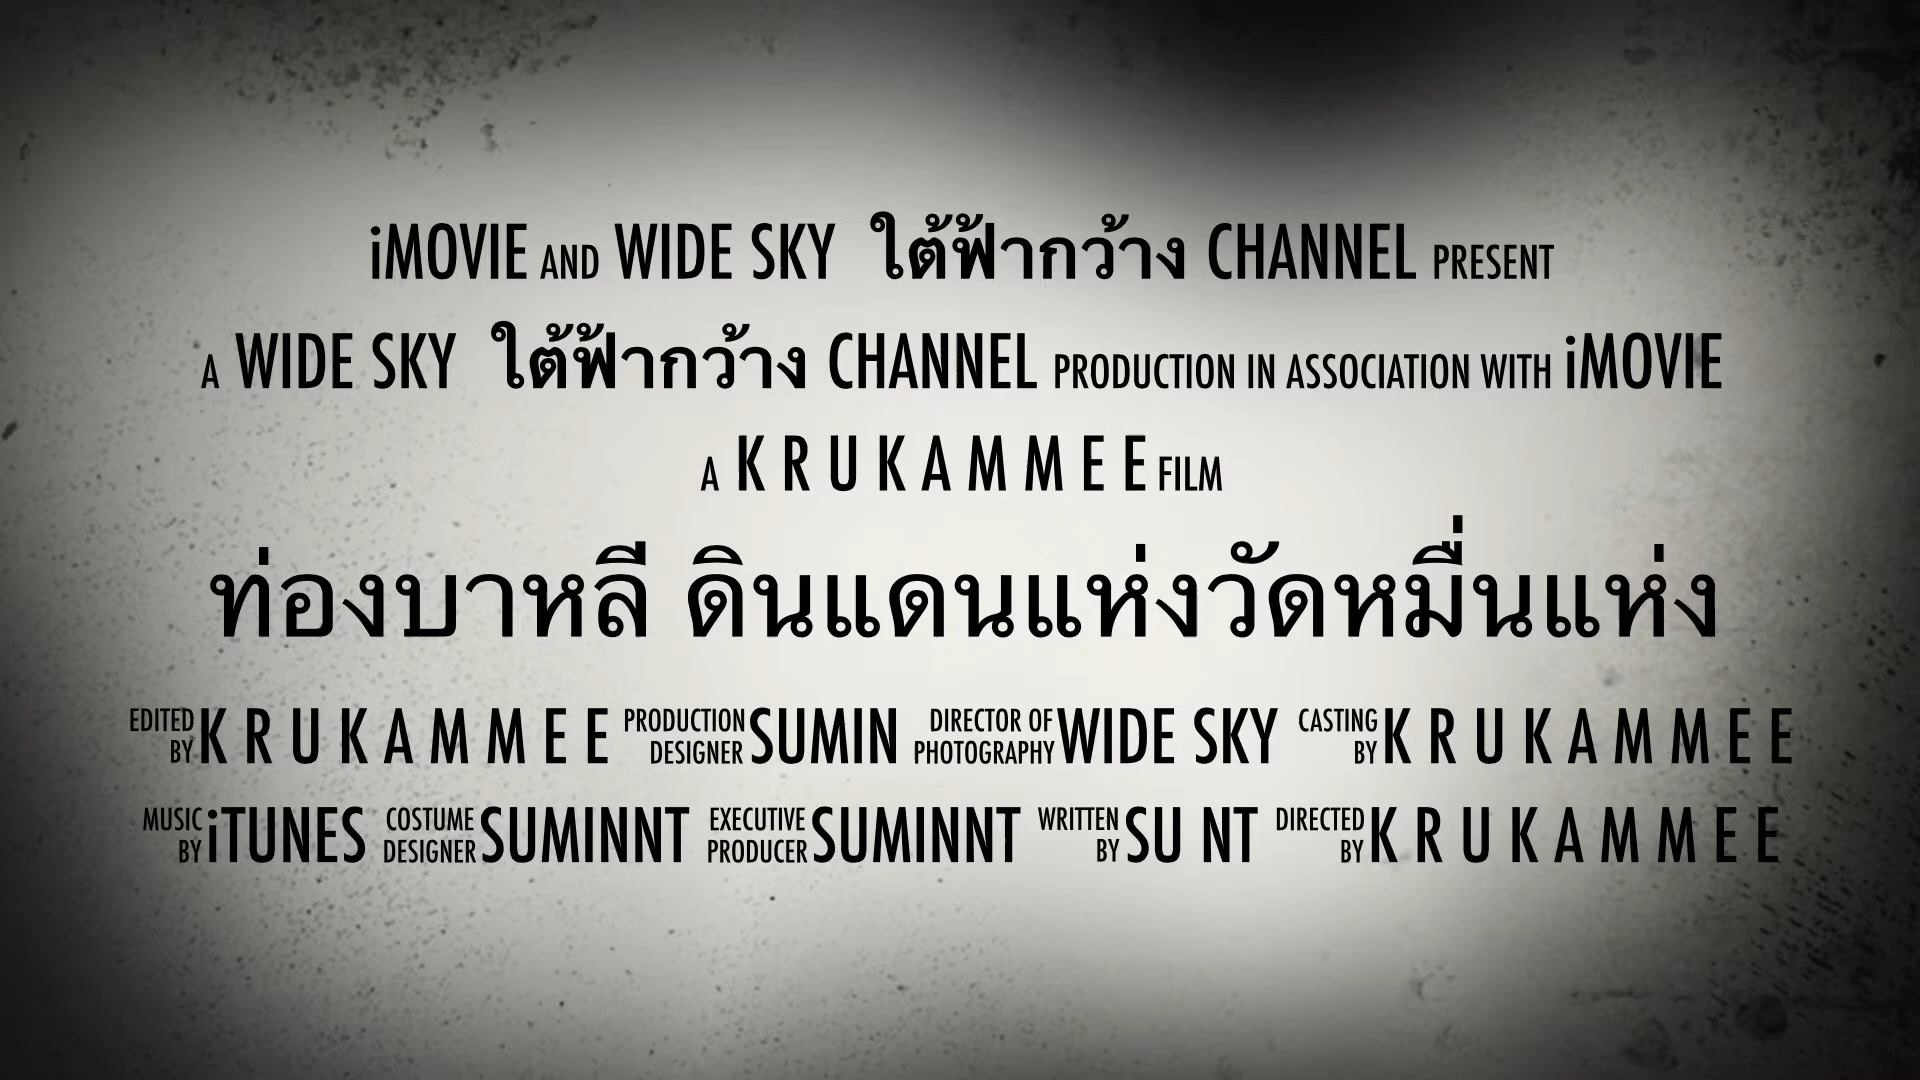 iMOVIE AND WIDE SKY ใต้ฟ้ากว้าง CHANNEL PRESENT
A WIDE SKY ใต้ฟ้ากว้าง CHANNEL PRODUCTION IN ASSOCIATION WITH iMOVIE
A K R U K A M M E E FILM
ท่องบาหลี ดินแดนแห่งวัดหมื่นแห่ง
EDITED BY K R U K A M M E E PRODUCTION DESIGNER SUMIN DIRECTOR OF PHOTOGRAPHY WIDE SKY CASTING BY K R U K A M M E E
MUSIC BY iTUNES COSTUME DESIGNER SUMINNT EXECUTIVE PRODUCER SUMINNT WRITTEN BY SU NT DIRECTED BY K R U K A M M E E